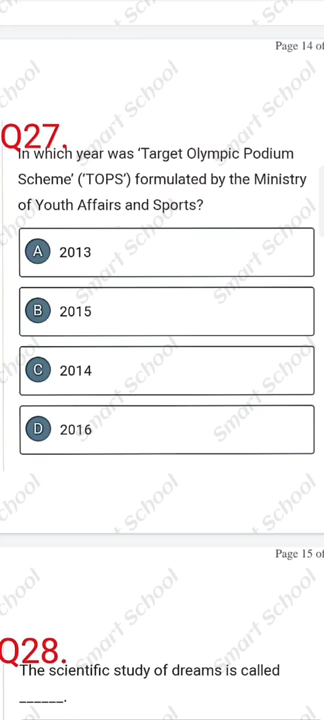 Page 14 of
Q27.
In which year was 'Target Olympic Podium
Scheme' ('TOPS') formulated by the Ministry
of Youth Affairs and Sports?
A 2013
B 2015
C 2014
D 2016
Page 15 of
Q28.
The scientific study of dreams is called
______.
Smart School